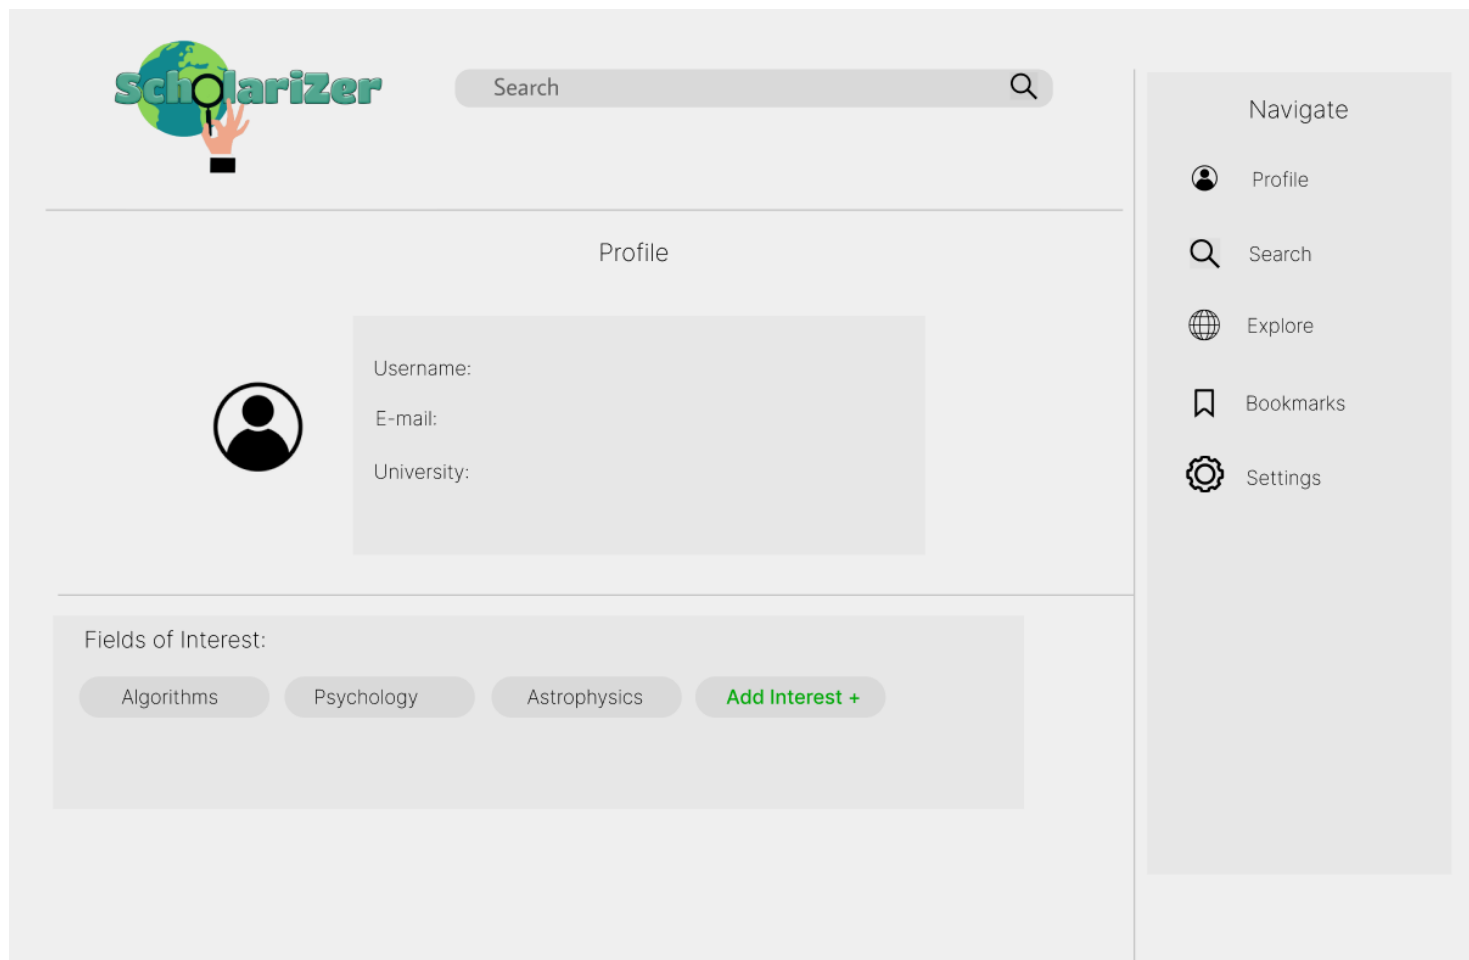 ScholariZer
Search
Navigate
Profile
Search
Explore
Bookmarks
Settings
Profile
Username:
E-mail:
University:
Fields of Interest:
Algorithms
Psychology
Astrophysics
Add Interest +